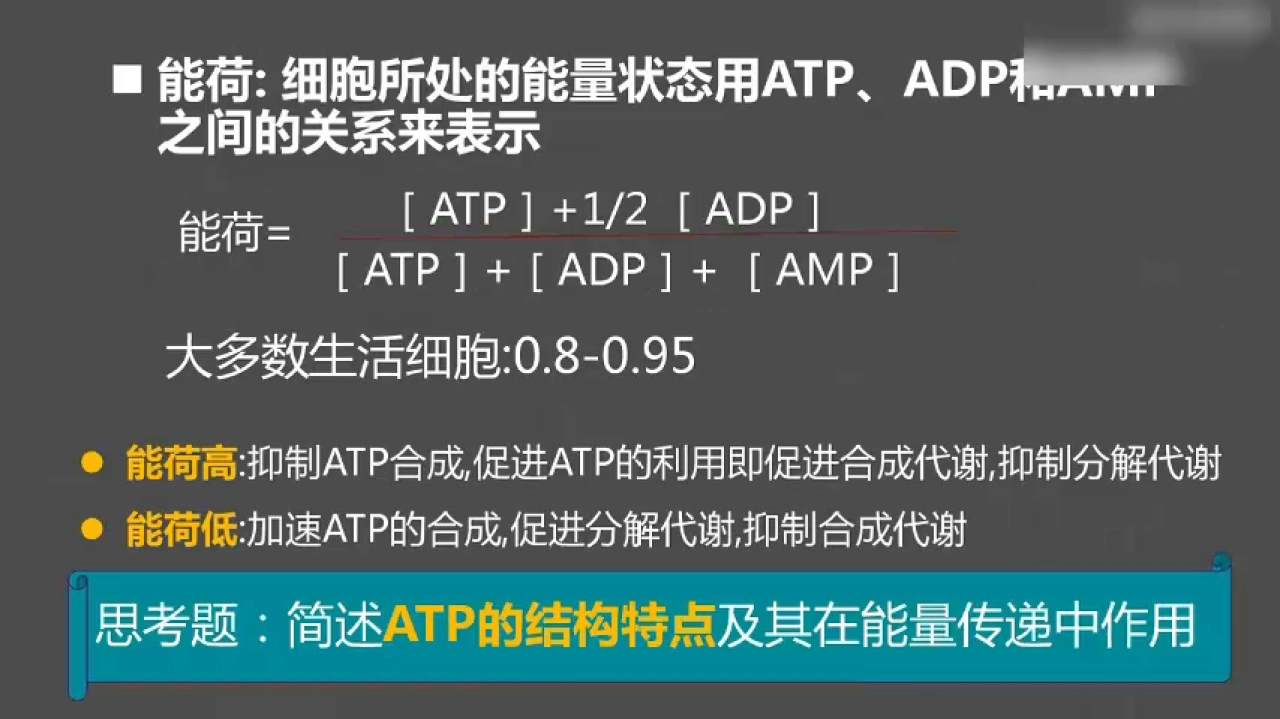 ■ 能荷: 细胞所处的能量状态用ATP、ADP和AMP
之间的关系来表示
能荷=
[ ATP ] +1/2 [ ADP ]
[ ATP ] + [ ADP ] + [ AMP ]
大多数生活细胞:0.8-0.95
● 能荷高:抑制ATP合成,促进ATP的利用即促进合成代谢,抑制分解代谢
● 能荷低:加速ATP的合成,促进分解代谢,抑制合成代谢
思考题：简述ATP的结构特点及其在能量传递中作用